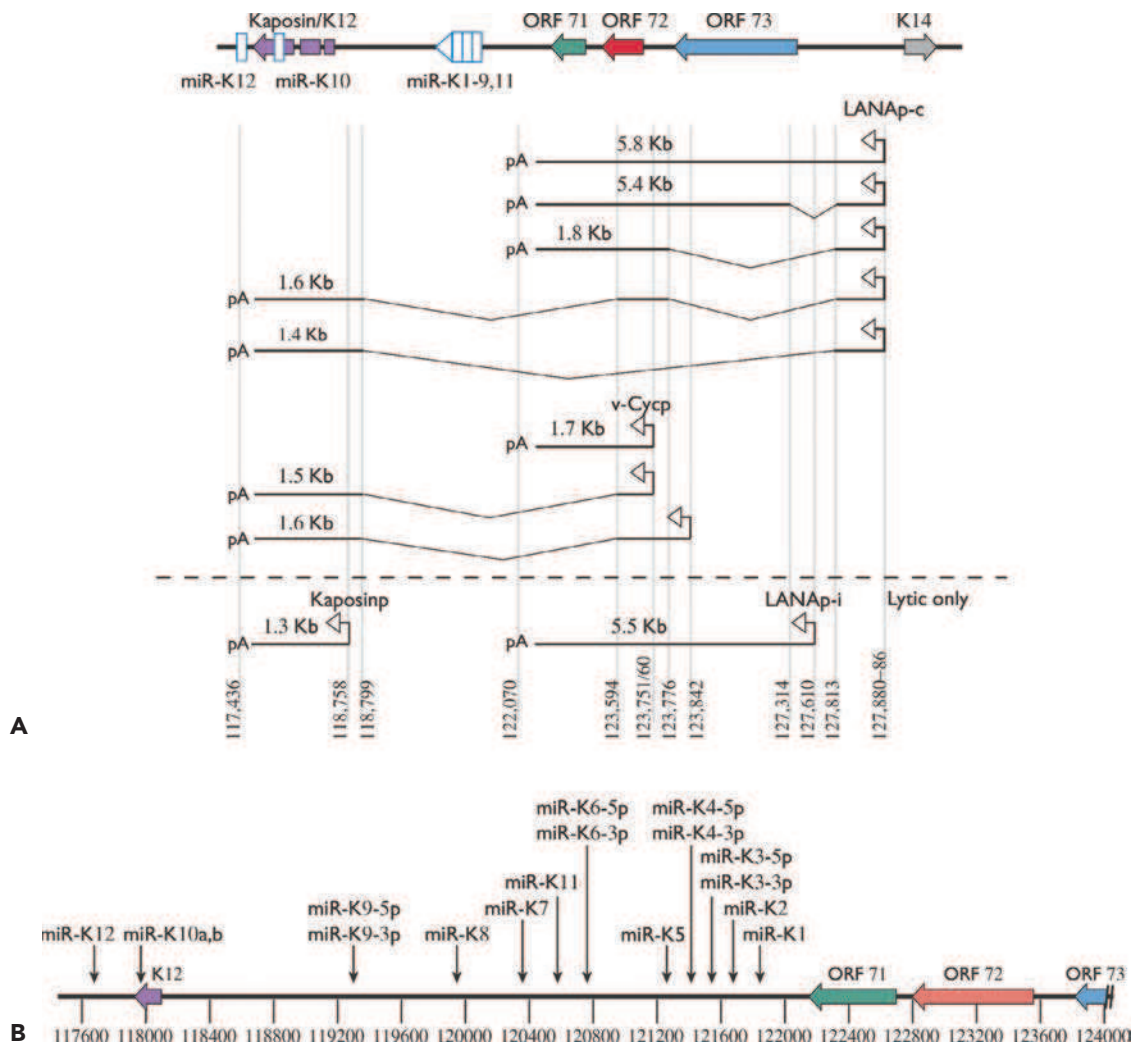 Kaposin/K12
ORF 71
ORF 72
ORF 73
K14
miR-K12
miR-K10
miR-K1-9,11
LANAp-c
5.8 Kb
pA
5.4 Kb
pA
1.8 Kb
pA
1.6 Kb
pA
1.4 Kb
pA
v-Cycp
1.7 Kb
pA
1.5 Kb
pA
1.6 Kb
pA
Kaposinp
LANAp-i
Lytic only
1.3 Kb
5.5 Kb
pA
pA
117,436
118,758
118,799
122,070
123,594
123,751/60
123,776
123,842
127,314
127,610
127,813
127,880–86
A
miR-K6-5p
miR-K6-3p
miR-K4-5p
miR-K4-3p
miR-K3-5p
miR-K3-3p
miR-K11
miR-K9-5p
miR-K9-3p
miR-K7
miR-K2
miR-K12
miR-K10a,b
miR-K8
miR-K5
miR-K1
K12
ORF 71
ORF 72
ORF 73
B
117600 118000 118400 118800 119200 119600 120000 120400 120800 121200 121600 122000 122400 122800 123200 123600 124000